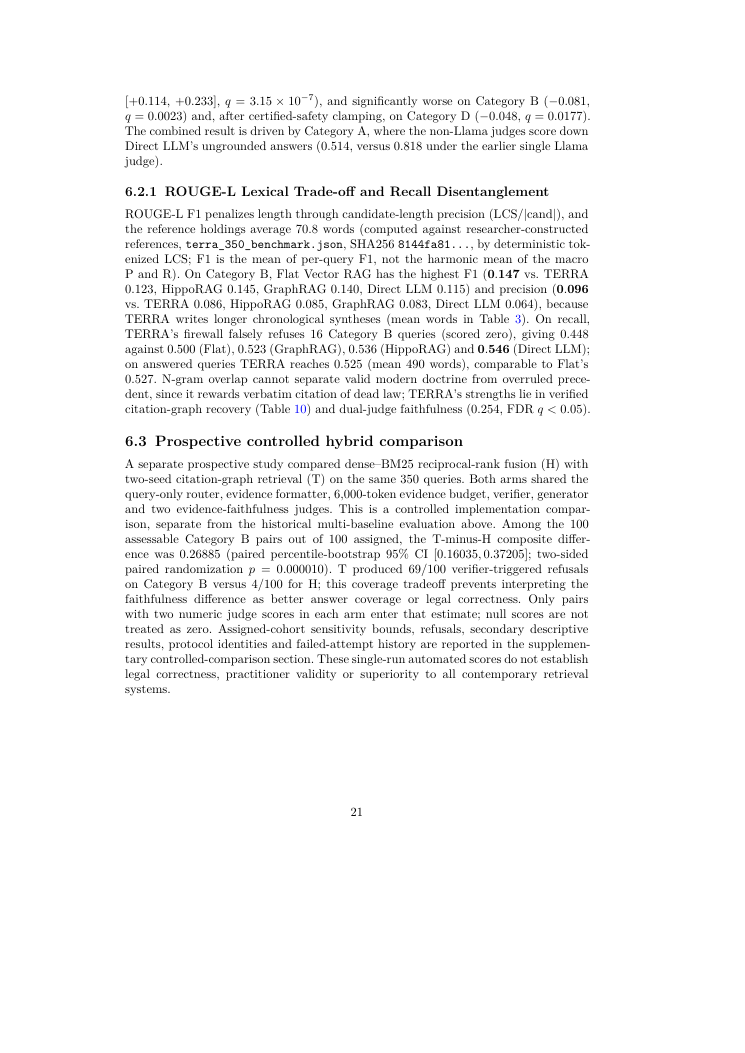 [+0.114, +0.233], q = 3.15 × 10⁻⁷), and significantly worse on Category B (−0.081,
q = 0.0023) and, after certified-safety clamping, on Category D (−0.048, q = 0.0177).
The combined result is driven by Category A, where the non-Llama judges score down
Direct LLM's ungrounded answers (0.514, versus 0.818 under the earlier single Llama
judge).
6.2.1 ROUGE-L Lexical Trade-off and Recall Disentanglement
ROUGE-L F1 penalizes length through candidate-length precision (LCS/|cand|), and
the reference holdings average 70.8 words (computed against researcher-constructed
references, terra_350_benchmark.json, SHA256 8144fa81..., by deterministic tok-
enized LCS; F1 is the mean of per-query F1, not the harmonic mean of the macro
P and R). On Category B, Flat Vector RAG has the highest F1 (0.147 vs. TERRA
0.123, HippoRAG 0.145, GraphRAG 0.140, Direct LLM 0.115) and precision (0.096
vs. TERRA 0.086, HippoRAG 0.085, GraphRAG 0.083, Direct LLM 0.064), because
TERRA writes longer chronological syntheses (mean words in Table 3). On recall,
TERRA's firewall falsely refuses 16 Category B queries (scored zero), giving 0.448
against 0.500 (Flat), 0.523 (GraphRAG), 0.536 (HippoRAG) and 0.546 (Direct LLM);
on answered queries TERRA reaches 0.525 (mean 490 words), comparable to Flat's
0.527. N-gram overlap cannot separate valid modern doctrine from overruled prece-
dent, since it rewards verbatim citation of dead law; TERRA's strengths lie in verified
citation-graph recovery (Table 10) and dual-judge faithfulness (0.254, FDR q < 0.05).
6.3 Prospective controlled hybrid comparison
A separate prospective study compared dense–BM25 reciprocal-rank fusion (H) with
two-seed citation-graph retrieval (T) on the same 350 queries. Both arms shared the
query-only router, evidence formatter, 6,000-token evidence budget, verifier, generator
and two evidence-faithfulness judges. This is a controlled implementation compar-
ison, separate from the historical multi-baseline evaluation above. Among the 100
assessable Category B pairs out of 100 assigned, the T-minus-H composite differ-
ence was 0.26885 (paired percentile-bootstrap 95% CI [0.16035, 0.37205]; two-sided
paired randomization p = 0.000010). T produced 69/100 verifier-triggered refusals
on Category B versus 4/100 for H; this coverage tradeoff prevents interpreting the
faithfulness difference as better answer coverage or legal correctness. Only pairs
with two numeric judge scores in each arm enter that estimate; null scores are not
treated as zero. Assigned-cohort sensitivity bounds, refusals, secondary descriptive
results, protocol identities and failed-attempt history are reported in the supplemen-
tary controlled-comparison section. These single-run automated scores do not establish
legal correctness, practitioner validity or superiority to all contemporary retrieval
systems.
21